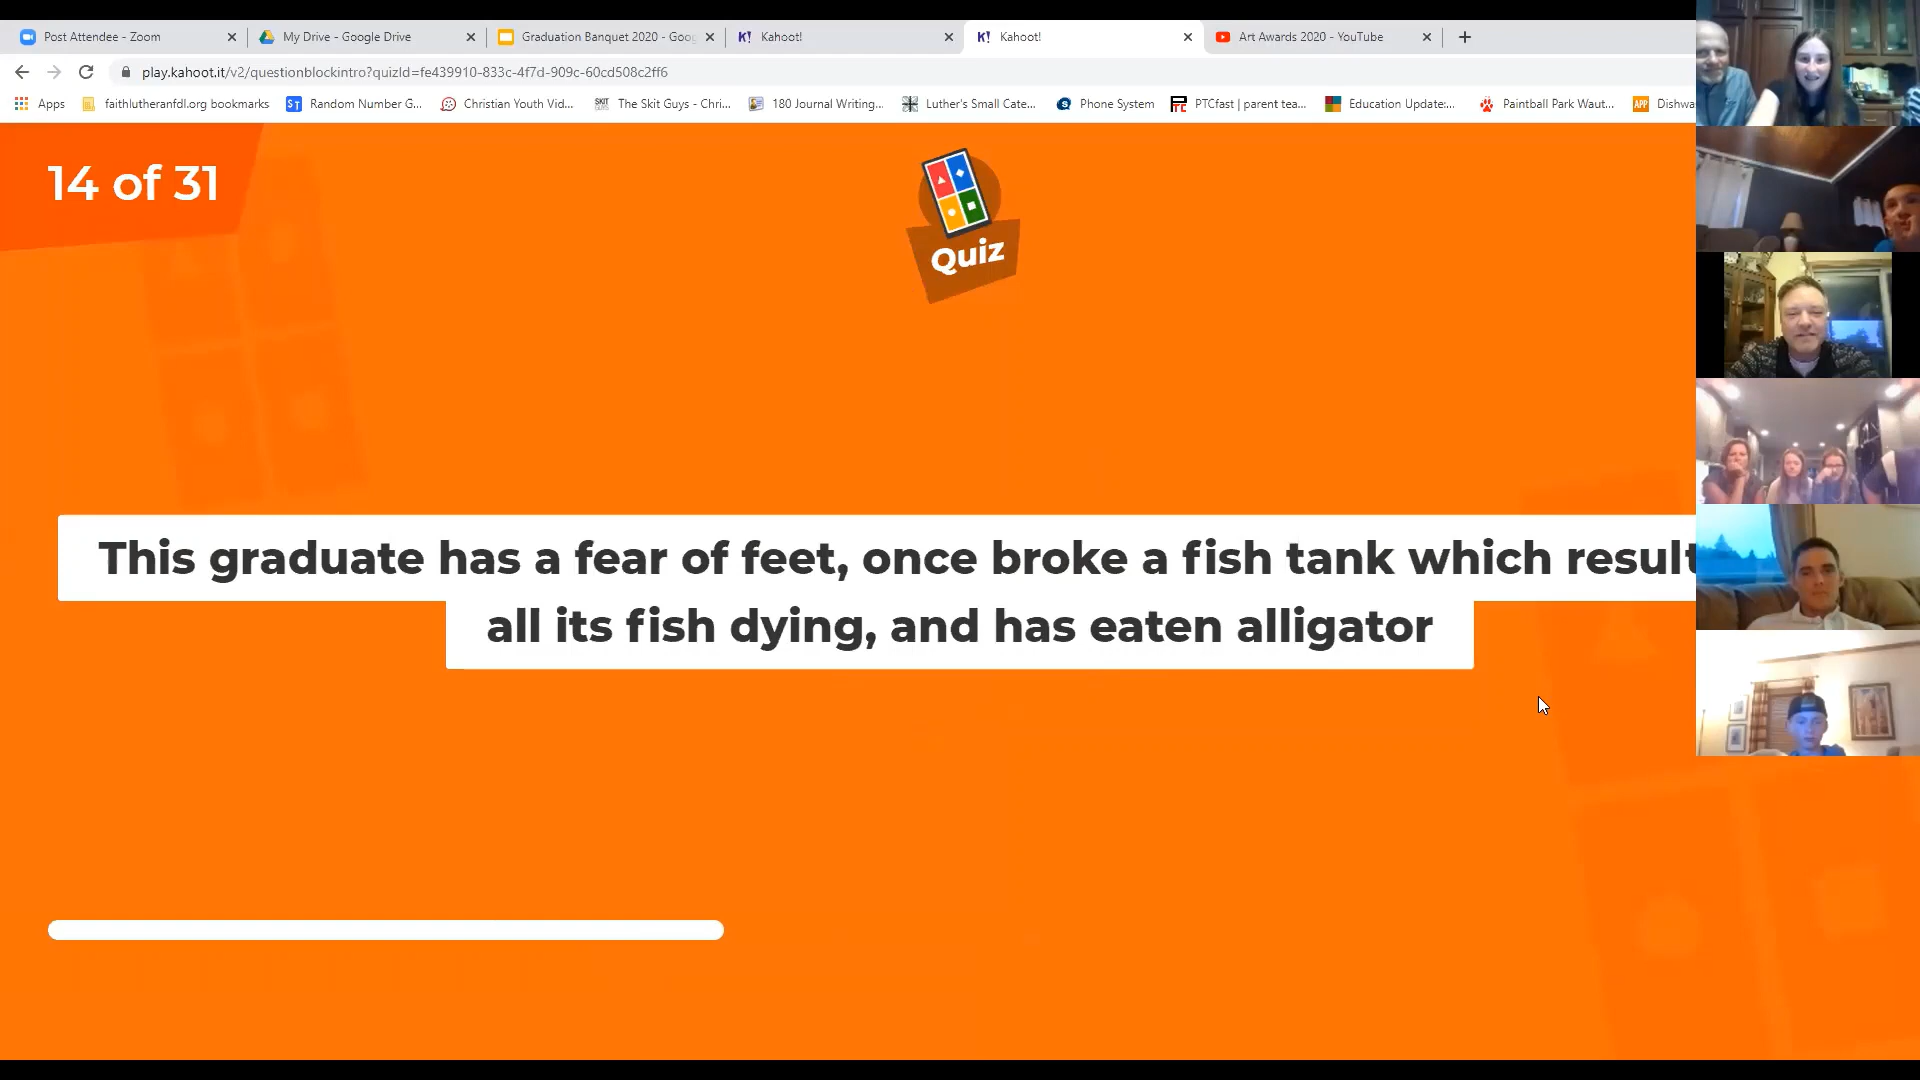 Post Attendee - Zoom
My Drive - Google Drive
Graduation Banquet 2020 - Goog
Kahoot!
Kahoot!
Art Awards 2020 - YouTube
play.kahoot.it/v2/questionblockintro?quizId=fe439910-833c-4f7d-909c-60cd508c2ff6
Apps
faithlutheranfdl.org bookmarks
Random Number G...
Christian Youth Vid...
The Skit Guys - Chri...
180 Journal Writing...
Luther's Small Cate...
Phone System
PTCfast | parent tea...
Education Update:...
Paintball Park Waut...
Dishwa
14 of 31
Quiz
This graduate has a fear of feet, once broke a fish tank which result
all its fish dying, and has eaten alligator